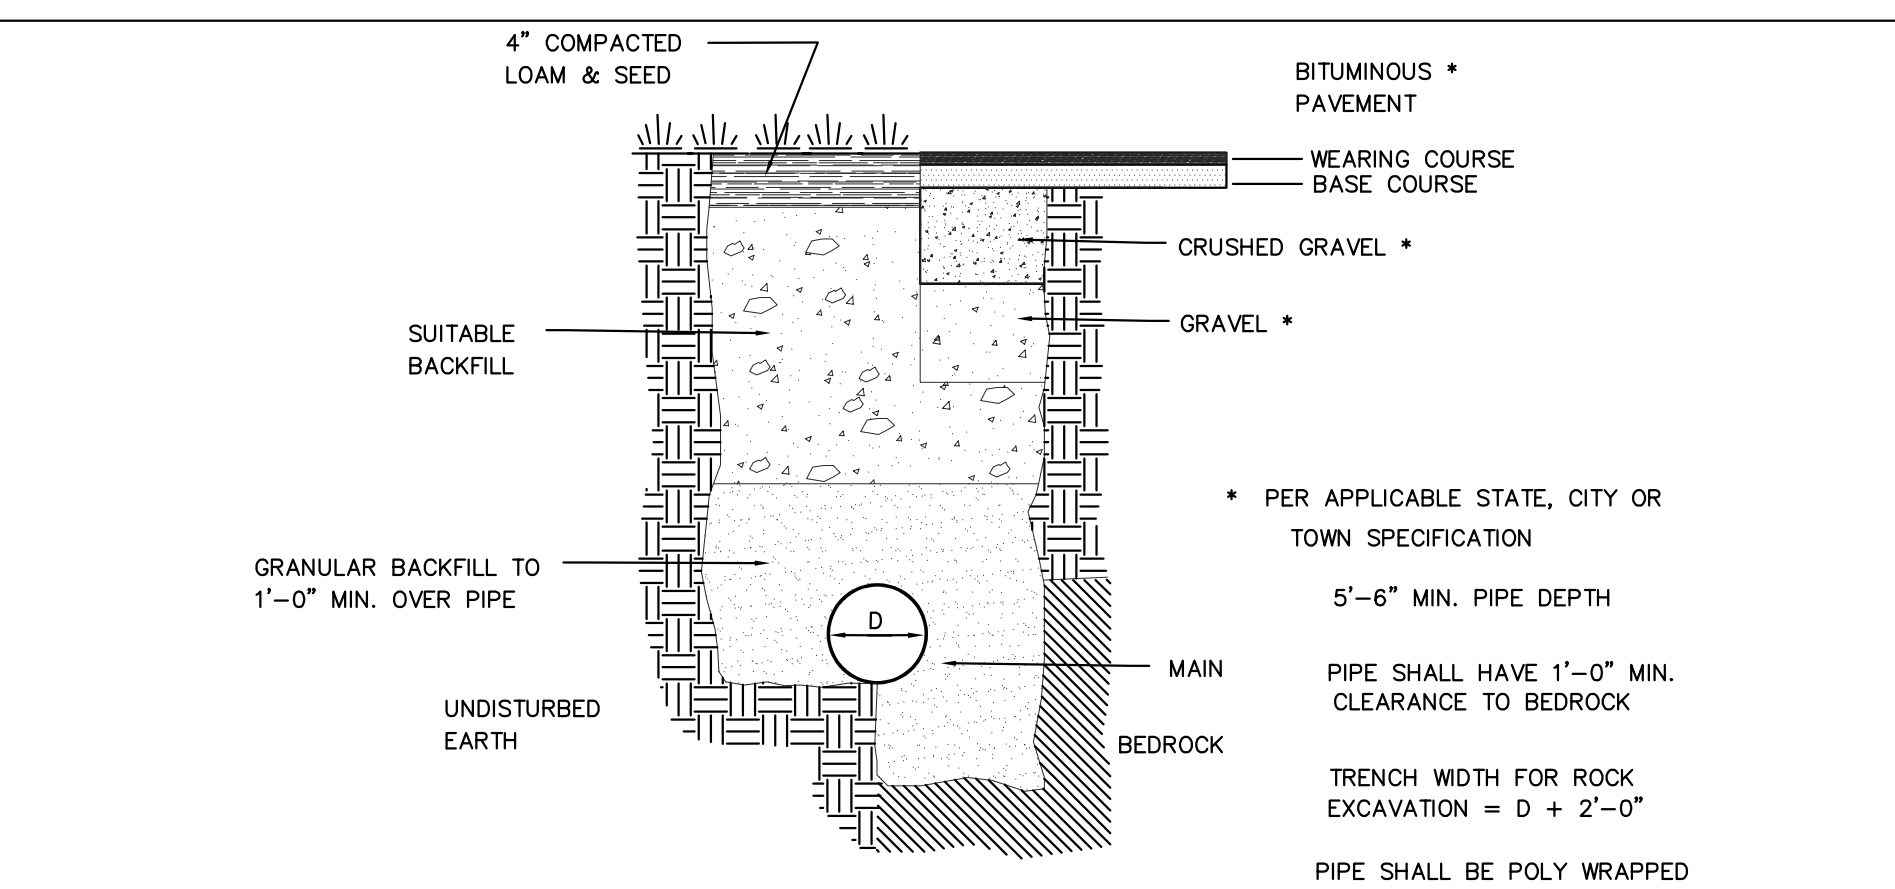 4” COMPACTED
LOAM & SEED
BITUMINOUS *
PAVEMENT
WEARING COURSE
BASE COURSE
CRUSHED GRAVEL *
GRAVEL *
SUITABLE
BACKFILL
* PER APPLICABLE STATE, CITY OR
TOWN SPECIFICATION
GRANULAR BACKFILL TO
1’–0” MIN. OVER PIPE
5’–6” MIN. PIPE DEPTH
D
MAIN
PIPE SHALL HAVE 1’–0” MIN.
CLEARANCE TO BEDROCK
UNDISTURBED
EARTH
BEDROCK
TRENCH WIDTH FOR ROCK
EXCAVATION = D + 2’–0”
PIPE SHALL BE POLY WRAPPED